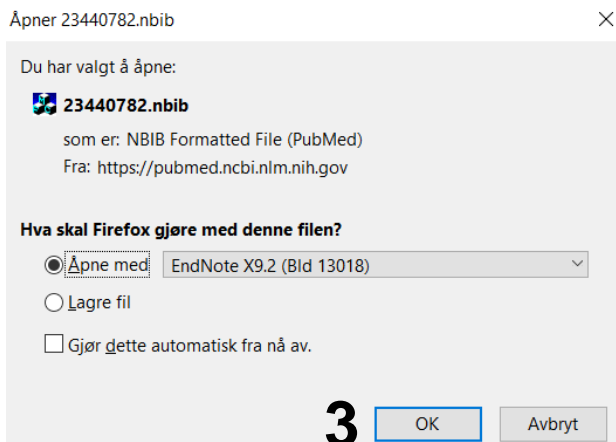 Åpner 23440782.nbib
Du har valgt å åpne:
23440782.nbib
som er: NBIB Formatted File (PubMed)
Fra: https://pubmed.ncbi.nlm.nih.gov
Hva skal Firefox gjøre med denne filen?
Åpne med EndNote X9.2 (Bld 13018)
Lagre fil
Gjør dette automatisk fra nå av.
3 OK Avbryt